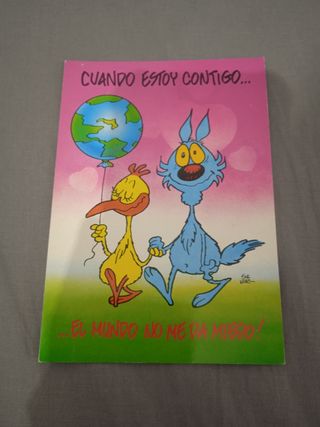 CUANDO ESTOY CONTIGO...
...EL MUNDO NO ME DA MIEDO!